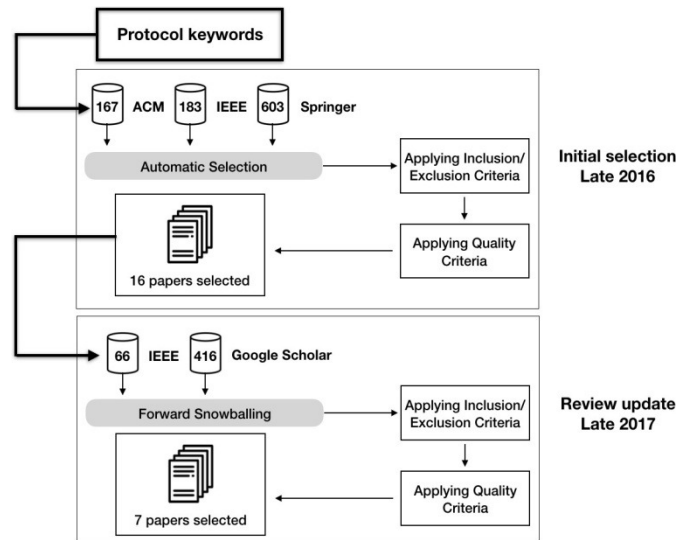 Protocol keywords
167 ACM 183 IEEE 603 Springer
Automatic Selection
Applying Inclusion/
Exclusion Criteria
Initial selection
Late 2016
Applying Quality
Criteria
16 papers selected
66 IEEE 416 Google Scholar
Forward Snowballing
Applying Inclusion/
Exclusion Criteria
Review update
Late 2017
Applying Quality
Criteria
7 papers selected